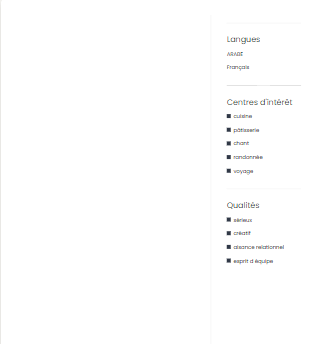 Langues
ARABE
Français
Centres d'intérêt
cuisine
pâtisserie
chant
randonnée
voyage
Qualités
sérieux
créatif
aisance relationnel
esprit d équipe